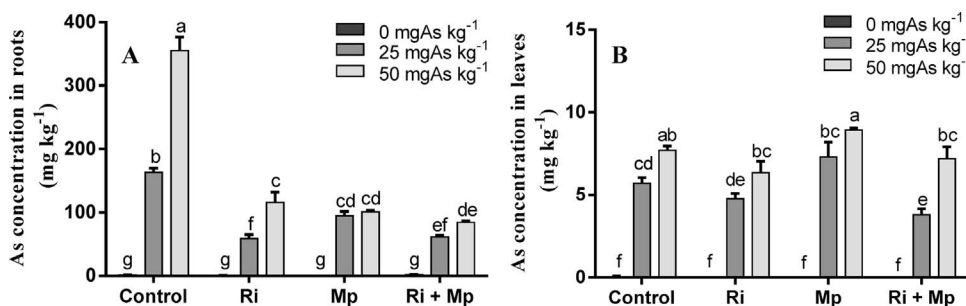 A
As concentration in roots
(mg kg⁻¹)
400
300
200
100
0
0 mgAs kg⁻¹
25 mgAs kg⁻¹
50 mgAs kg⁻¹
g b a
g f c
g cd cd
g ef de
Control Ri Mp Ri + Mp
B
As concentration in leaves
(mg kg⁻¹)
15
10
5
0
0 mgAs kg⁻¹
25 mgAs kg⁻
50 mgAs kg⁻
f cd ab
f de bc
f bc a
f e bc
Control Ri Mp Ri + Mp